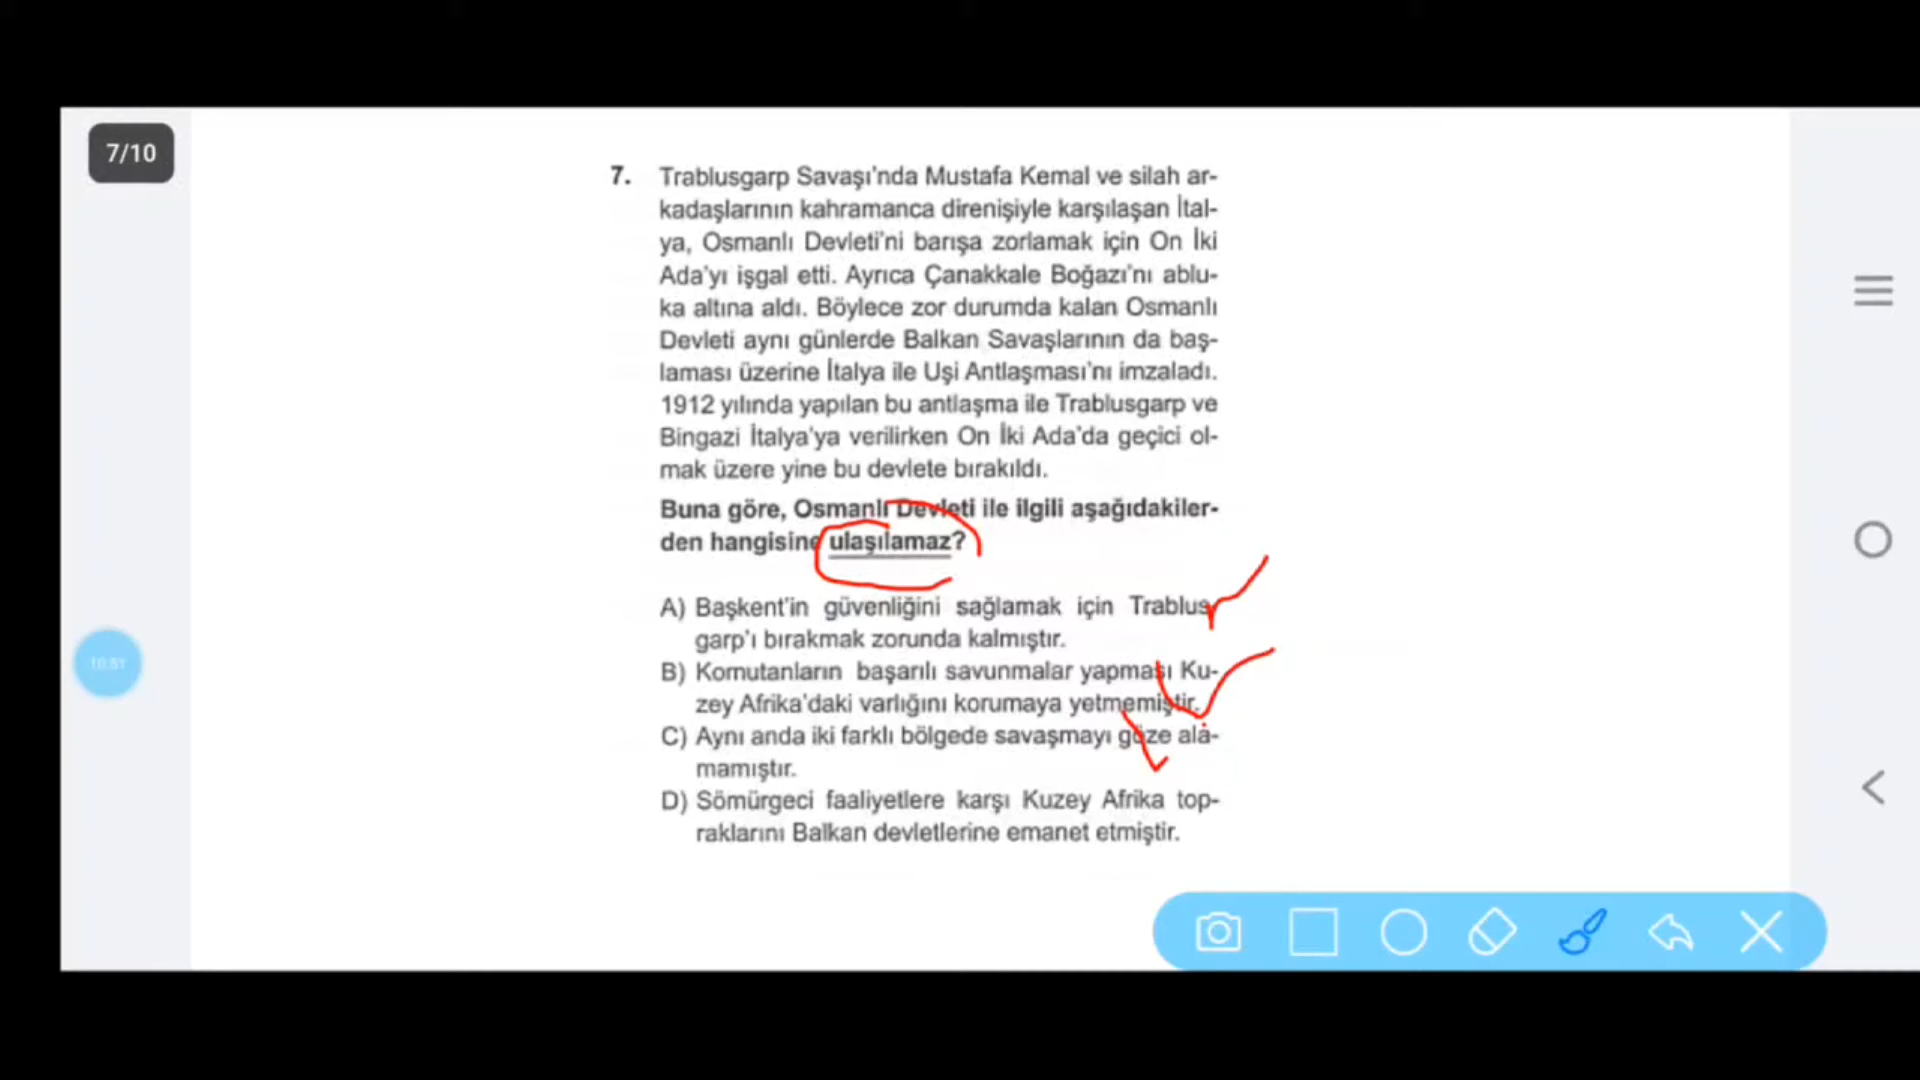 7/10
7. Trablusgarp Savaşı'nda Mustafa Kemal ve silah ar-
kadaşlarının kahramanca direnişiyle karşılaşan İtal-
ya, Osmanlı Devleti'ni barışa zorlamak için On İki
Ada'yı işgal etti. Ayrıca Çanakkale Boğazı'nı ablu-
ka altına aldı. Böylece zor durumda kalan Osmanlı
Devleti aynı günlerde Balkan Savaşlarının da baş-
laması üzerine İtalya ile Uşi Antlaşması'nı imzaladı.
1912 yılında yapılan bu antlaşma ile Trablusgarp ve
Bingazi İtalya'ya verilirken On İki Ada'da geçici ol-
mak üzere yine bu devlete bırakıldı.
Buna göre, Osmanlı Devleti ile ilgili aşağıdakiler-
den hangisine ulaşılamaz?
A) Başkent'in güvenliğini sağlamak için Trablus-
garp'ı bırakmak zorunda kalmıştır.
B) Komutanların başarılı savunmalar yapması Ku-
zey Afrika'daki varlığını korumaya yetmemiştir.
C) Aynı anda iki farklı bölgede savaşmayı göze ala-
mamıştır.
D) Sömürgeci faaliyetlere karşı Kuzey Afrika top-
raklarını Balkan devletlerine emanet etmiştir.